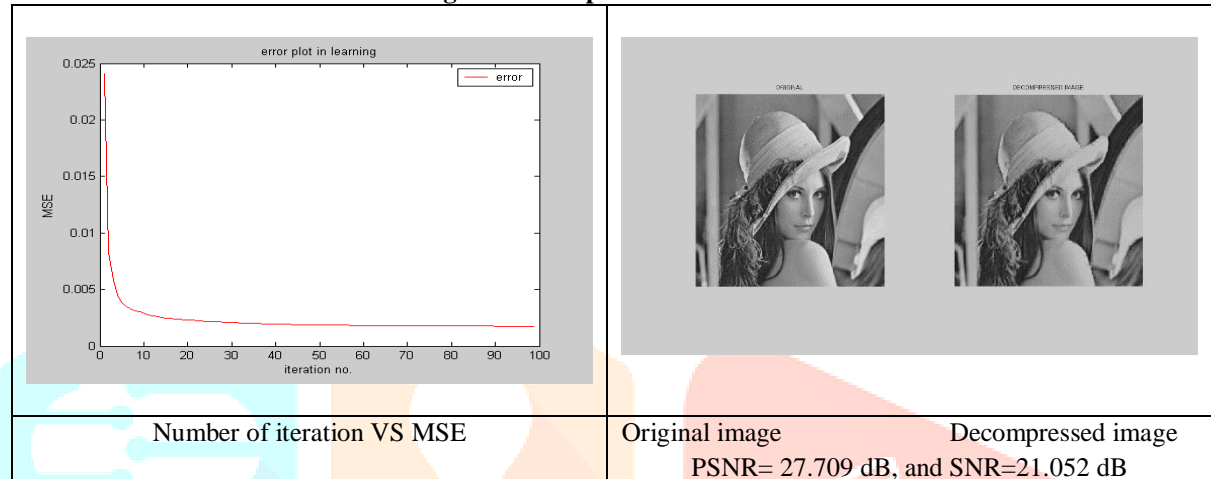 error plot in learning
error
0.025
0.02
0.015
0.01
0.005
0
MSE
0 10 20 30 40 50 60 70 80 90 100
iteration no.
ORIGINAL
DECOMPRESSED IMAGE
Number of iteration VS MSE
Original image Decompressed image
PSNR= 27.709 dB, and SNR=21.052 dB